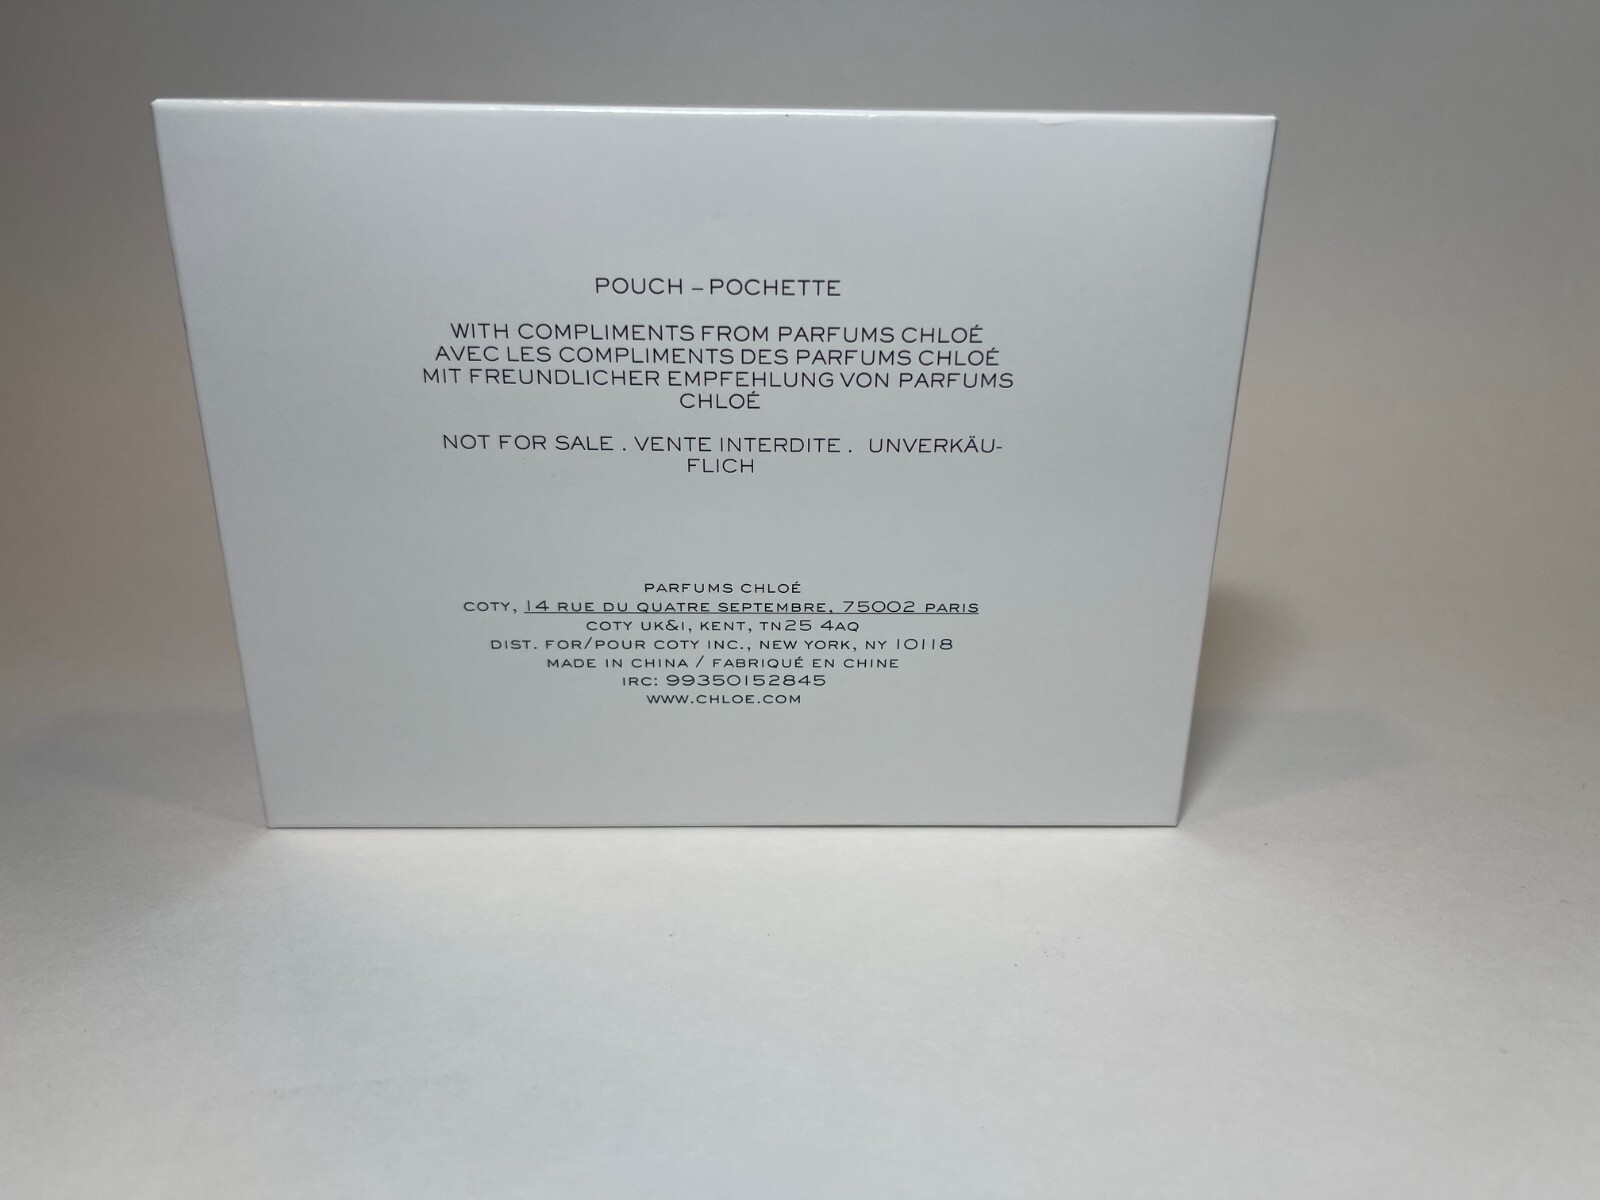 POUCH – POCHETTE
WITH COMPLIMENTS FROM PARFUMS CHLOÉ
AVEC LES COMPLIMENTS DES PARFUMS CHLOÉ
MIT FREUNDLICHER EMPFEHLUNG VON PARFUMS
CHLOÉ
NOT FOR SALE . VENTE INTERDITE . UNVERKÄU-
FLICH
PARFUMS CHLOÉ
COTY, 14 RUE DU QUATRE SEPTEMBRE, 75002 PARIS
COTY UK&I, KENT, TN25 4AQ
DIST. FOR/POUR COTY INC., NEW YORK, NY 10118
MADE IN CHINA / FABRIQUÉ EN CHINE
IRC: 99350152845
WWW.CHLOE.COM